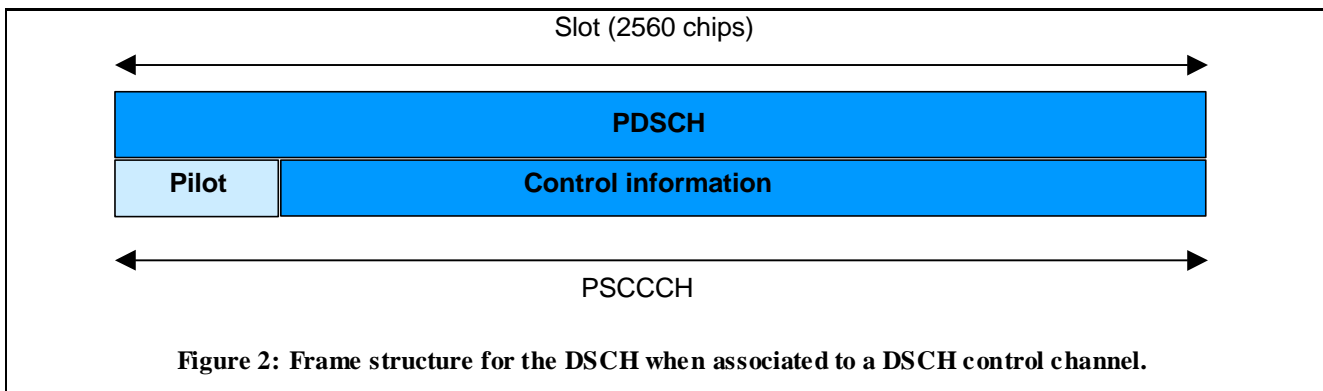 Slot (2560 chips)
PDSCH
Pilot Control information
PSCCCH
Figure 2: Frame structure for the DSCH when associated to a DSCH control channel.